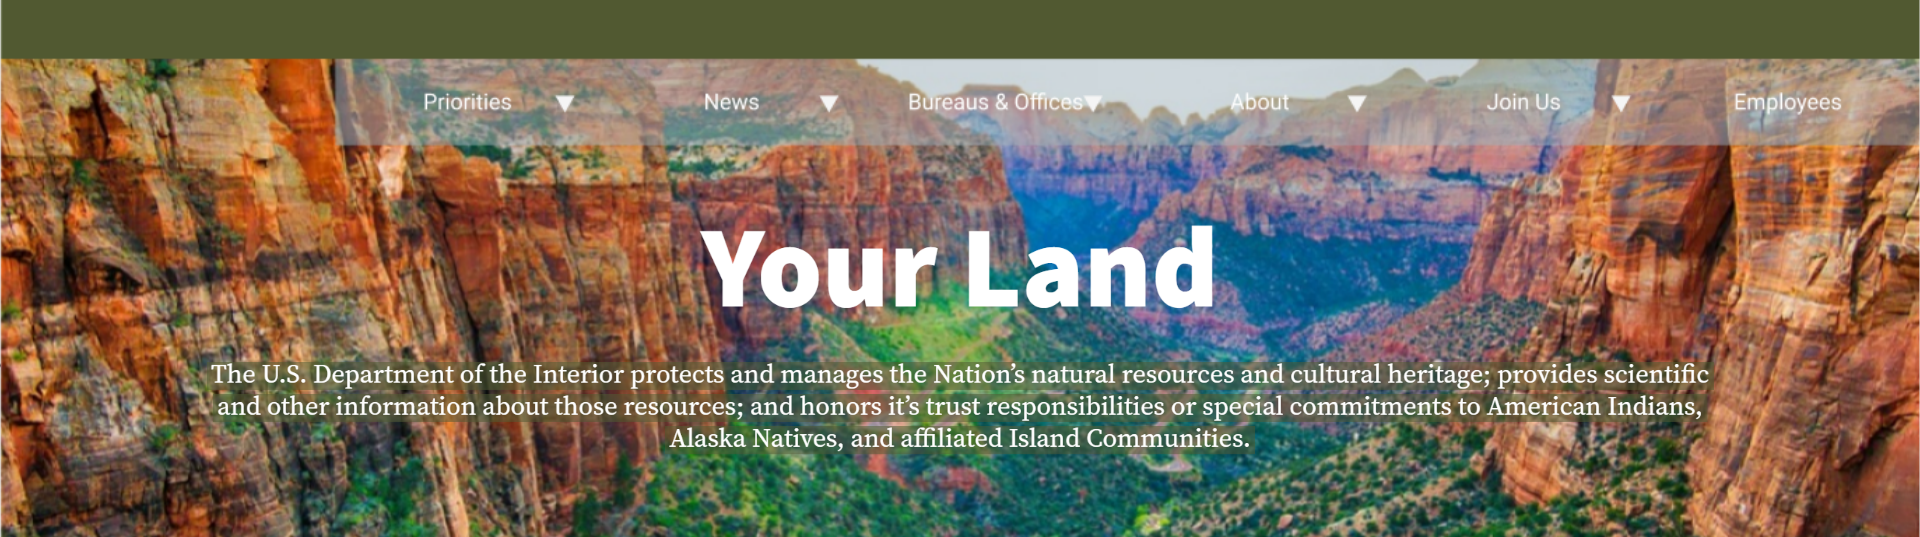 Priorities ▼ News ▼ Bureaus & Offices ▼ About ▼ Join Us ▼ Employees
Your Land
The U.S. Department of the Interior protects and manages the Nation’s natural resources and cultural heritage; provides scientific
and other information about those resources; and honors it’s trust responsibilities or special commitments to American Indians,
Alaska Natives, and affiliated Island Communities.